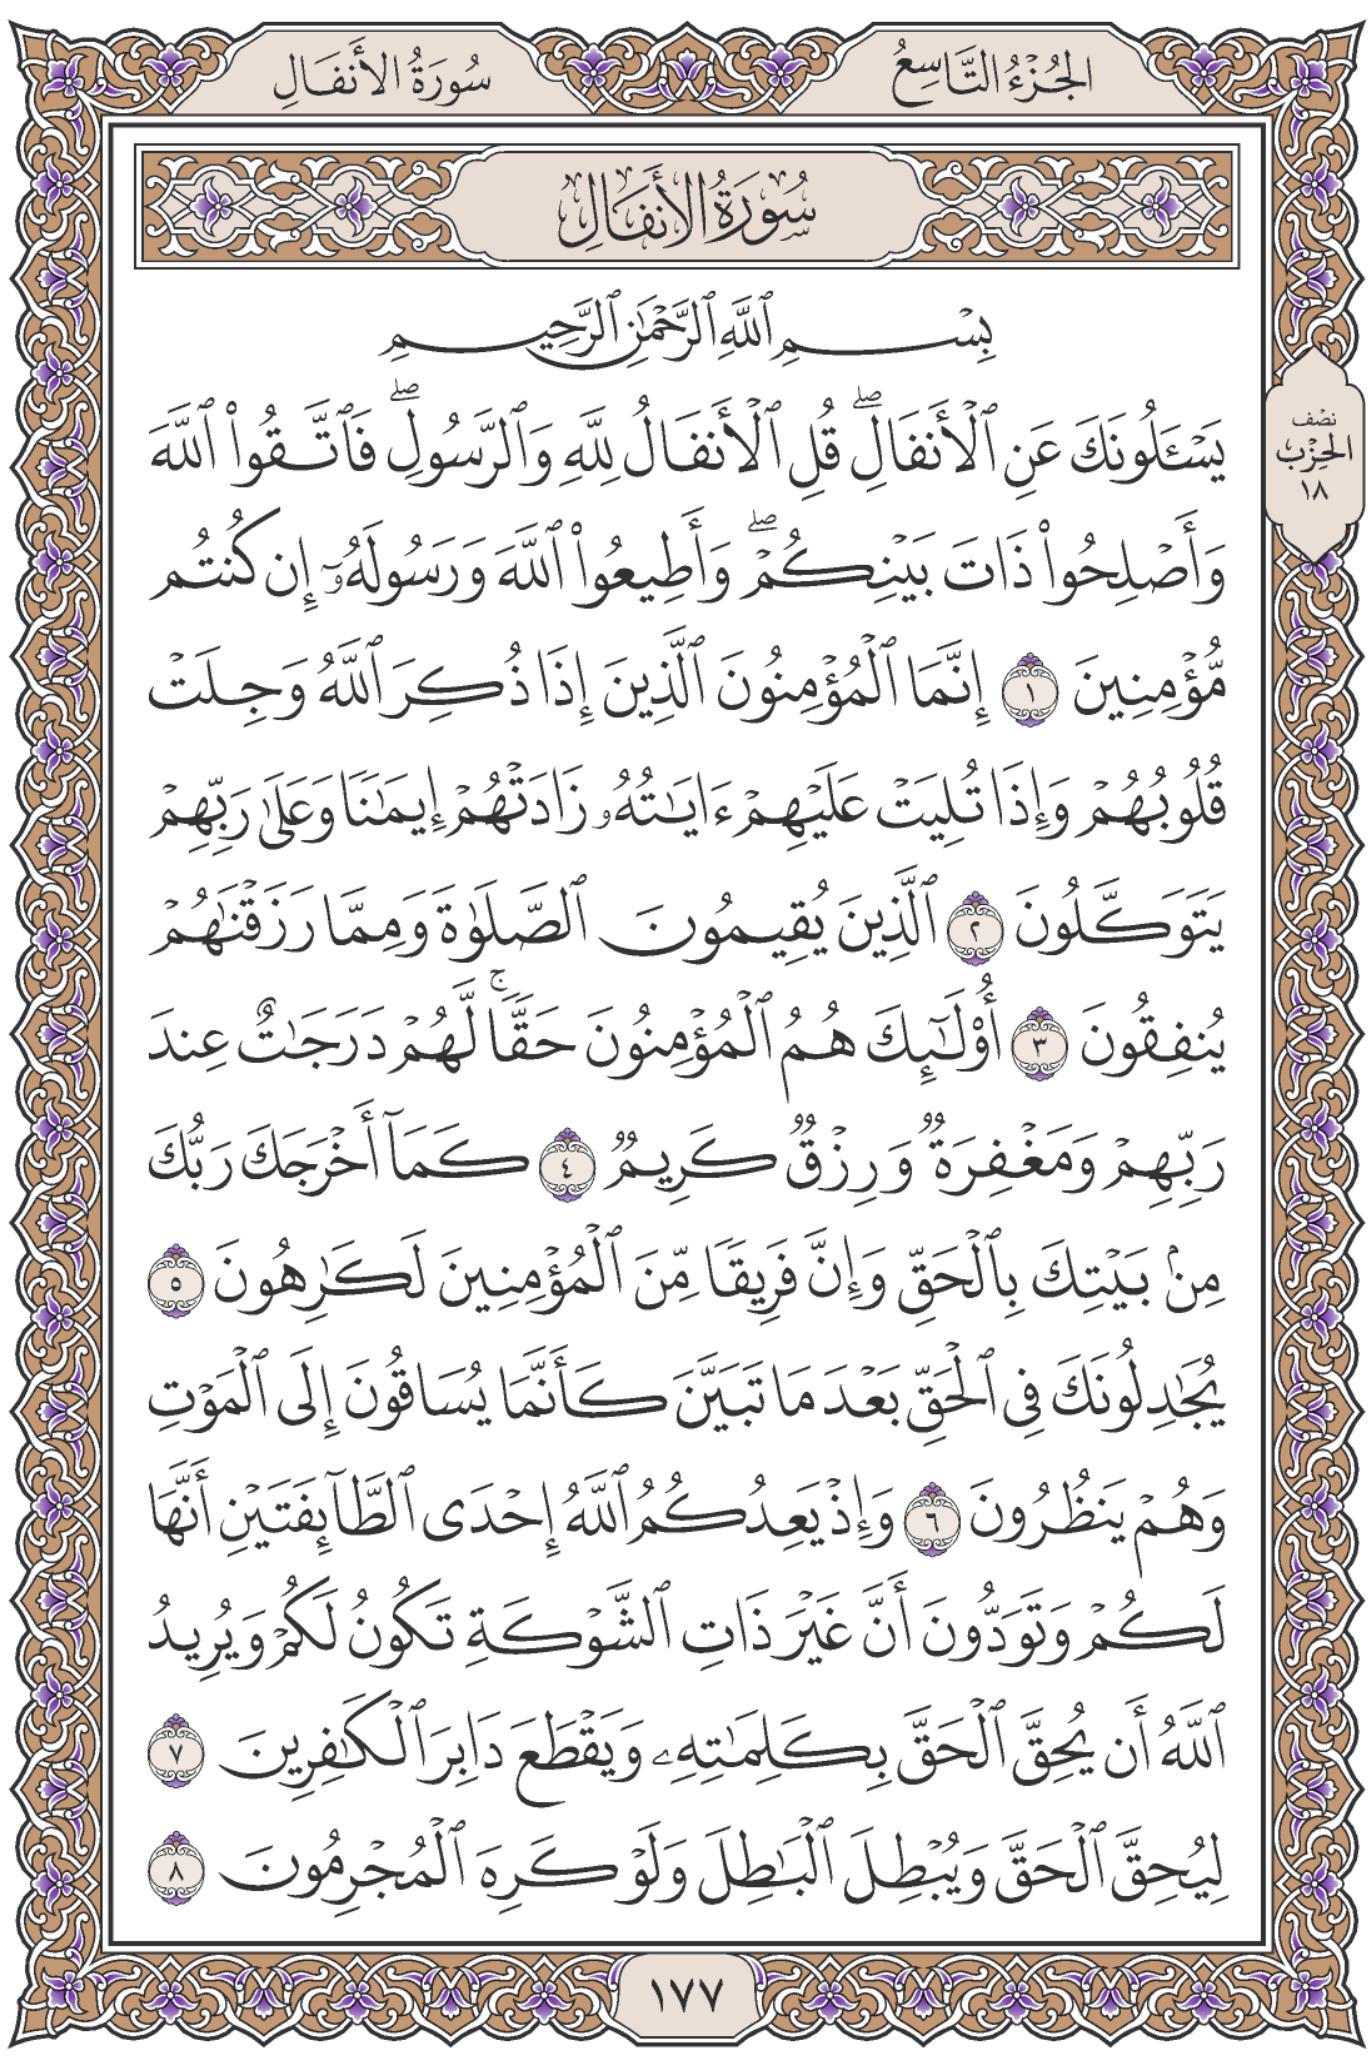 الجُزْءُ التَّاسِعُ
سُورَةُ الأَنفَالِ
سُورَةُ الأَنفَالِ
بِسْمِ ٱللَّهِ ٱلرَّحْمَٰنِ ٱلرَّحِيمِ
يَسْـَٔلُونَكَ عَنِ ٱلْأَنفَالِۖ قُلِ ٱلْأَنفَالُ لِلَّهِ وَٱلرَّسُولِۖ فَٱتَّقُوا۟ ٱللَّهَ
نصف
الحِزْب
١٨
وَأَصْلِحُوا۟ ذَاتَ بَيْنِكُمْۖ وَأَطِيعُوا۟ ٱللَّهَ وَرَسُولَهُۥٓ إِن كُنتُم
مُّؤْمِنِينَ ١ إِنَّمَا ٱلْمُؤْمِنُونَ ٱلَّذِينَ إِذَا ذُكِرَ ٱللَّهُ وَجِلَتْ
قُلُوبُهُمْ وَإِذَا تُلِيَتْ عَلَيْهِمْ ءَايَٰتُهُۥ زَادَتْهُمْ إِيمَٰنًا وَعَلَىٰ رَبِّهِمْ
يَتَوَكَّلُونَ ٢ ٱلَّذِينَ يُقِيمُونَ ٱلصَّلَوٰةَ وَمِمَّا رَزَقْنَٰهُمْ
يُنفِقُونَ ٣ أُو۟لَٰٓئِكَ هُمُ ٱلْمُؤْمِنُونَ حَقًّاۚ لَّهُمْ دَرَجَٰتٌ عِندَ
رَبِّهِمْ وَمَغْفِرَةٌ وَرِزْقٌ كَرِيمٌ ٤ كَمَآ أَخْرَجَكَ رَبُّكَ
مِنۢ بَيْتِكَ بِٱلْحَقِّ وَإِنَّ فَرِيقًا مِّنَ ٱلْمُؤْمِنِينَ لَكَٰرِهُونَ ٥
يُجَٰدِلُونَكَ فِى ٱلْحَقِّ بَعْدَ مَا تَبَيَّنَ كَأَنَّمَا يُسَاقُونَ إِلَى ٱلْمَوْتِ
وَهُمْ يَنظُرُونَ ٦ وَإِذْ يَعِدُكُمُ ٱللَّهُ إِحْدَى ٱلطَّآئِفَتَيْنِ أَنَّهَا
لَكُمْ وَتَوَدُّونَ أَنَّ غَيْرَ ذَاتِ ٱلشَّوْكَةِ تَكُونُ لَكُمْ وَيُرِيدُ
ٱللَّهُ أَن يُحِقَّ ٱلْحَقَّ بِكَلِمَٰتِهِۦ وَيَقْطَعَ دَابِرَ ٱلْكَٰفِرِينَ ٧
لِيُحِقَّ ٱلْحَقَّ وَيُبْطِلَ ٱلْبَٰطِلَ وَلَوْ كَرِهَ ٱلْمُجْرِمُونَ ٨
١٧٧